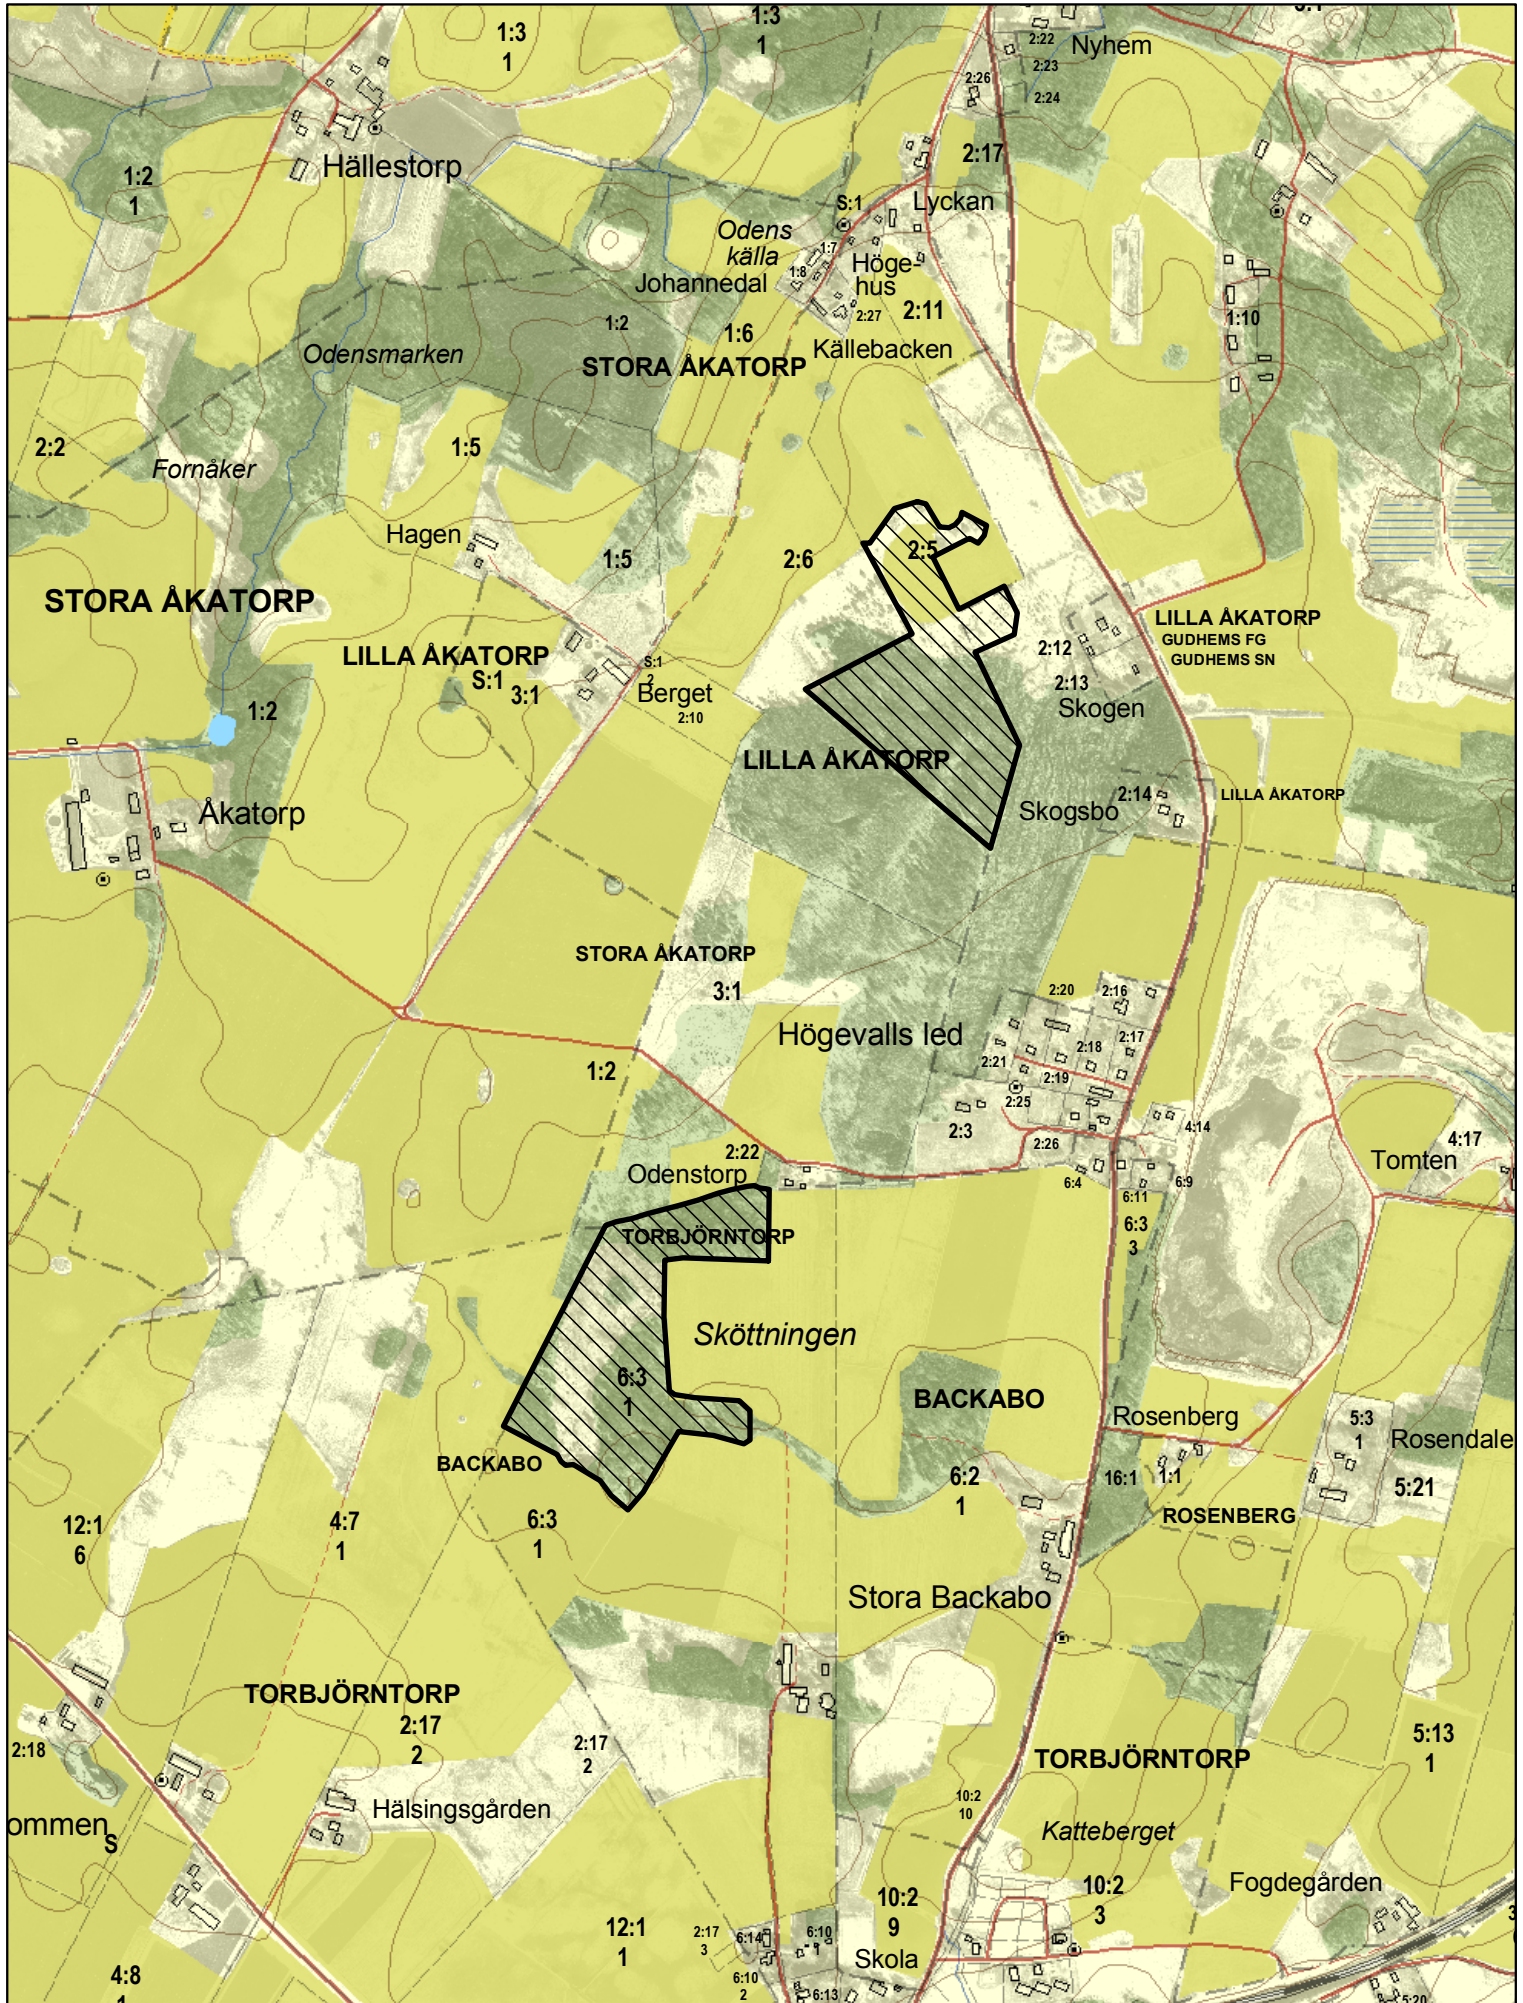 1:3
1
1:3
1
2:22
Nyhem
2:23
2:26
2:24
Hällestorp
1:2
1
2:17
S:1
Lyckan
Odens
källa
1:7
1:8
Johannedal
Höge-
hus
2:27
2:11
1:2
1:6
1:10
Odensmarken
STORA ÅKATORP
Källebacken
2:2
Fornåker
1:5
Hagen
1:5
2:6
2:5
STORA ÅKATORP
LILLA ÅKATORP
GUDHEMS FG
GUDHEMS SN
LILLA ÅKATORP
S:1
3:1
S:1
2
Berget
2:10
2:12
2:13
Skogen
1:2
LILLA ÅKATORP
Åkatorp
Skogsbo
2:14
LILLA ÅKATORP
STORA ÅKATORP
3:1
2:20
2:16
Högevalls led
2:17
2:18
2:21
2:19
1:2
2:25
2:3
2:26
4:14
4:17
Tomten
2:22
Odenstorp
6:4
6:11
6:9
TORBJÖRNTORP
6:3
3
Sköttningen
6:3
1
BACKABO
Rosenberg
5:3
1
Rosendale
BACKABO
6:2
1
16:1
1:1
5:21
12:1
6
4:7
1
6:3
1
ROSENBERG
Stora Backabo
TORBJÖRNTORP
2:17
2
2:17
2
2:18
5:13
1
TORBJÖRNTORP
Hälsingsgården
10:2
10
ommen
S
Katteberget
Fogdegården
10:2
9
10:2
3
12:1
1
2:17
3
6:14
6:10
Skola
4:8
6:10
2
6:13
5:20